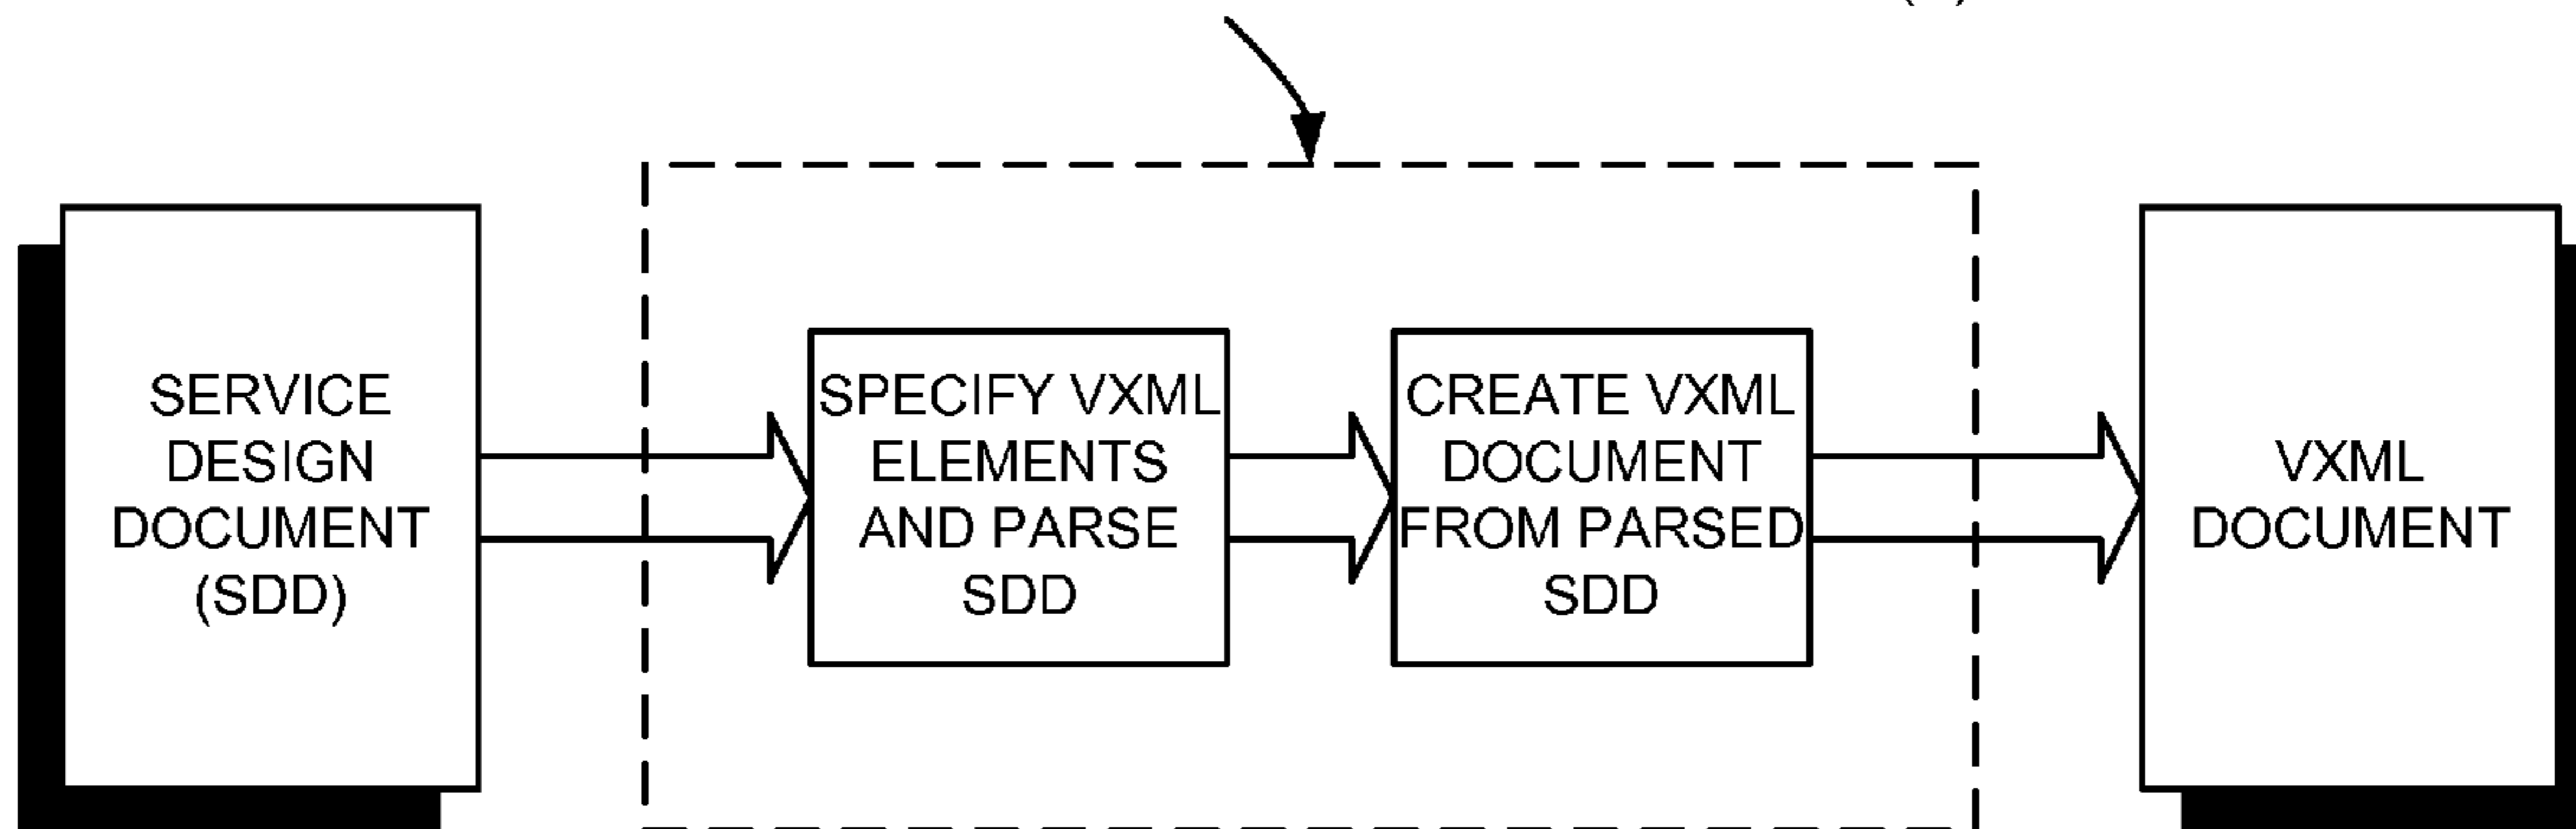 SERVICE
DESIGN
DOCUMENT
(SDD)
SPECIFY VXML
ELEMENTS
AND PARSE
SDD
CREATE VXML
DOCUMENT
FROM PARSED
SDD
VXML
DOCUMENT